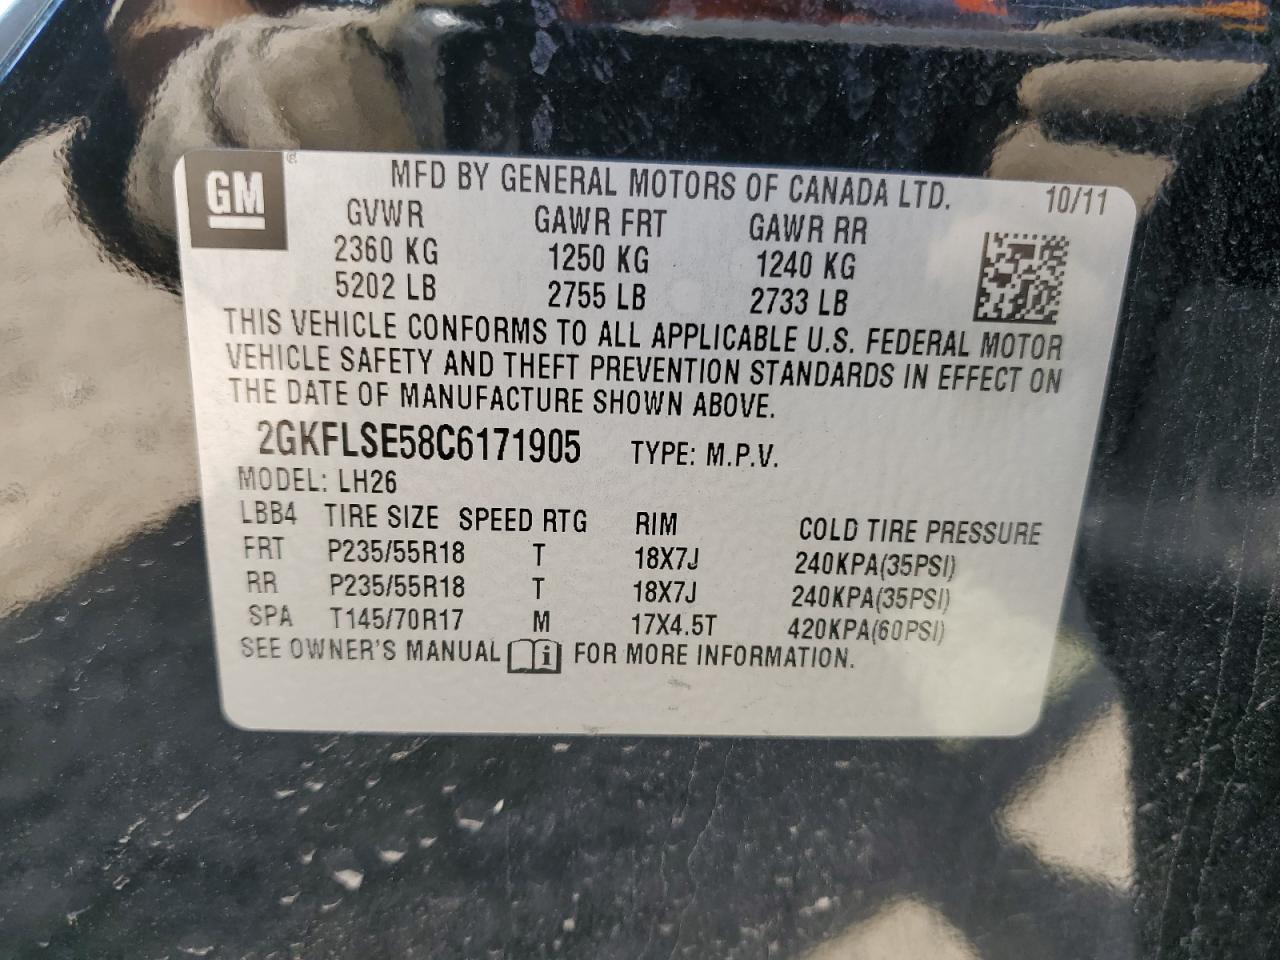 GM
MFD BY GENERAL MOTORS OF CANADA LTD. 10/11
GVWR GAWR FRT GAWR RR
2360 KG 1250 KG 1240 KG
5202 LB 2755 LB 2733 LB
THIS VEHICLE CONFORMS TO ALL APPLICABLE U.S. FEDERAL MOTOR
VEHICLE SAFETY AND THEFT PREVENTION STANDARDS IN EFFECT ON
THE DATE OF MANUFACTURE SHOWN ABOVE.
2GKFLSE58C6171905 TYPE: M.P.V.
MODEL: LH26
LBB4 TIRE SIZE SPEED RTG RIM COLD TIRE PRESSURE
FRT P235/55R18 T 18X7J 240KPA(35PSI)
RR P235/55R18 T 18X7J 240KPA(35PSI)
SPA T145/70R17 M 17X4.5T 420KPA(60PSI)
SEE OWNER'S MANUAL i FOR MORE INFORMATION.